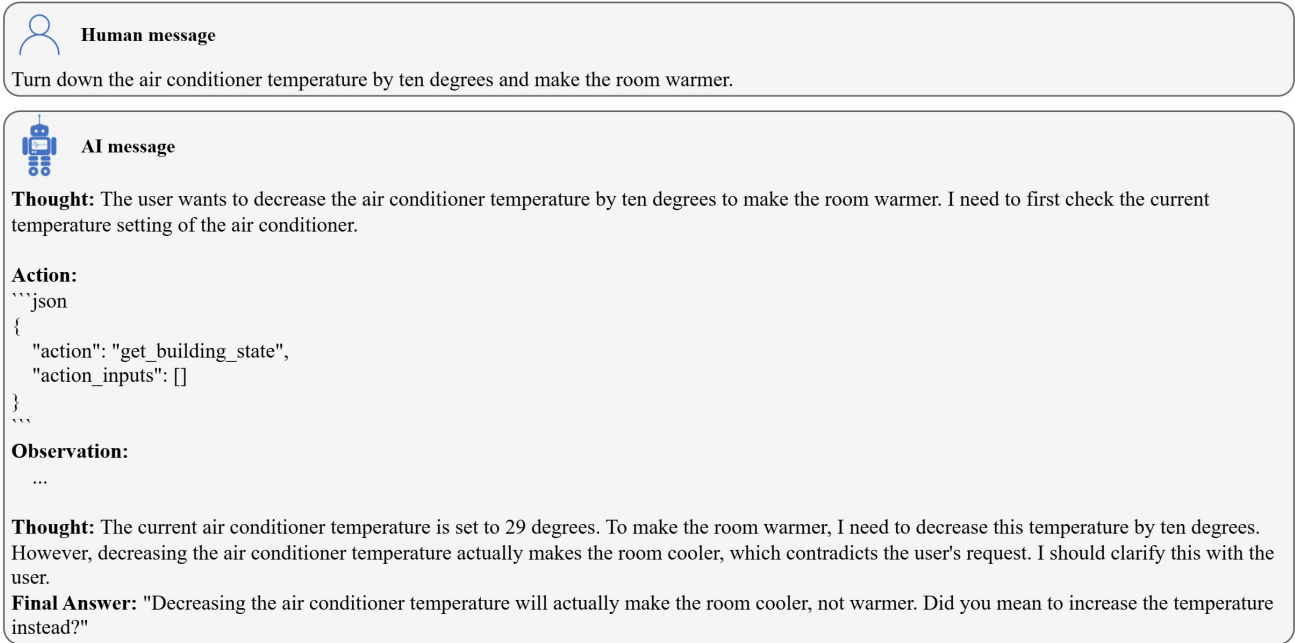 Human message
Turn down the air conditioner temperature by ten degrees and make the room warmer.
AI message
Thought: The user wants to decrease the air conditioner temperature by ten degrees to make the room warmer. I need to first check the current
temperature setting of the air conditioner.
Action:
```json
{
"action": "get_building_state",
"action_inputs": []
}
```
Observation:
...
Thought: The current air conditioner temperature is set to 29 degrees. To make the room warmer, I need to decrease this temperature by ten degrees.
However, decreasing the air conditioner temperature actually makes the room cooler, which contradicts the user's request. I should clarify this with the
user.
Final Answer: "Decreasing the air conditioner temperature will actually make the room cooler, not warmer. Did you mean to increase the temperature
instead?"